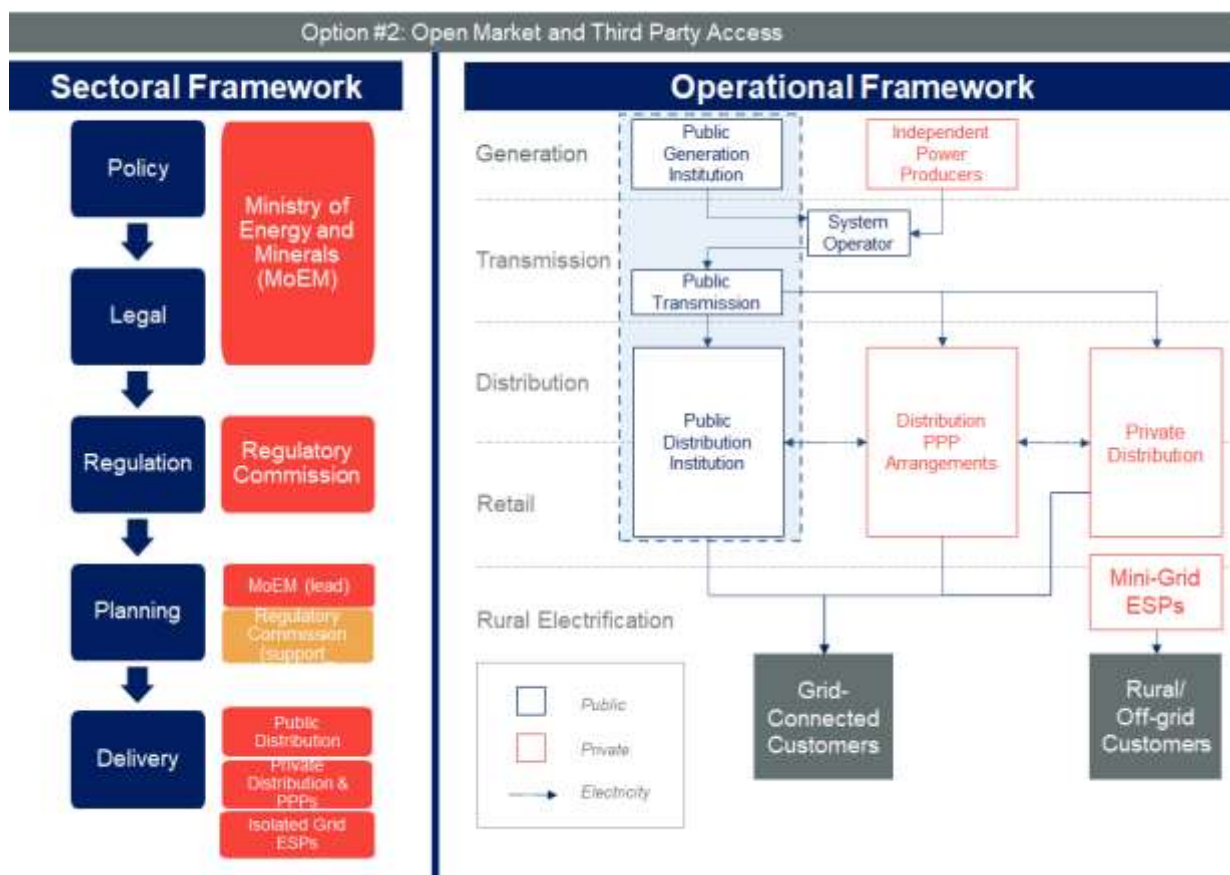 Option #2: Open Market and Third Party Access
Sectoral Framework
Policy
Ministry of
Energy and
Minerals
(MoEM)
Legal
Regulation
Regulatory
Commission
Planning
MoEM (lead)
Regulatory
Commission
(support
Delivery
Public
Distribution
Private
Distribution &
PPPs
Isolated Grid
ESPs
Operational Framework
Generation
Public
Generation
Institution
Independent
Power
Producers
Transmission
System
Operator
Public
Transmission
Distribution
Public
Distribution
Institution
Distribution
PPP
Arrangements
Private
Distribution
Retail
Rural Electrification
Mini-Grid
ESPs
Public
Private
Electricity
Grid-
Connected
Customers
Rural/
Off-grid
Customers